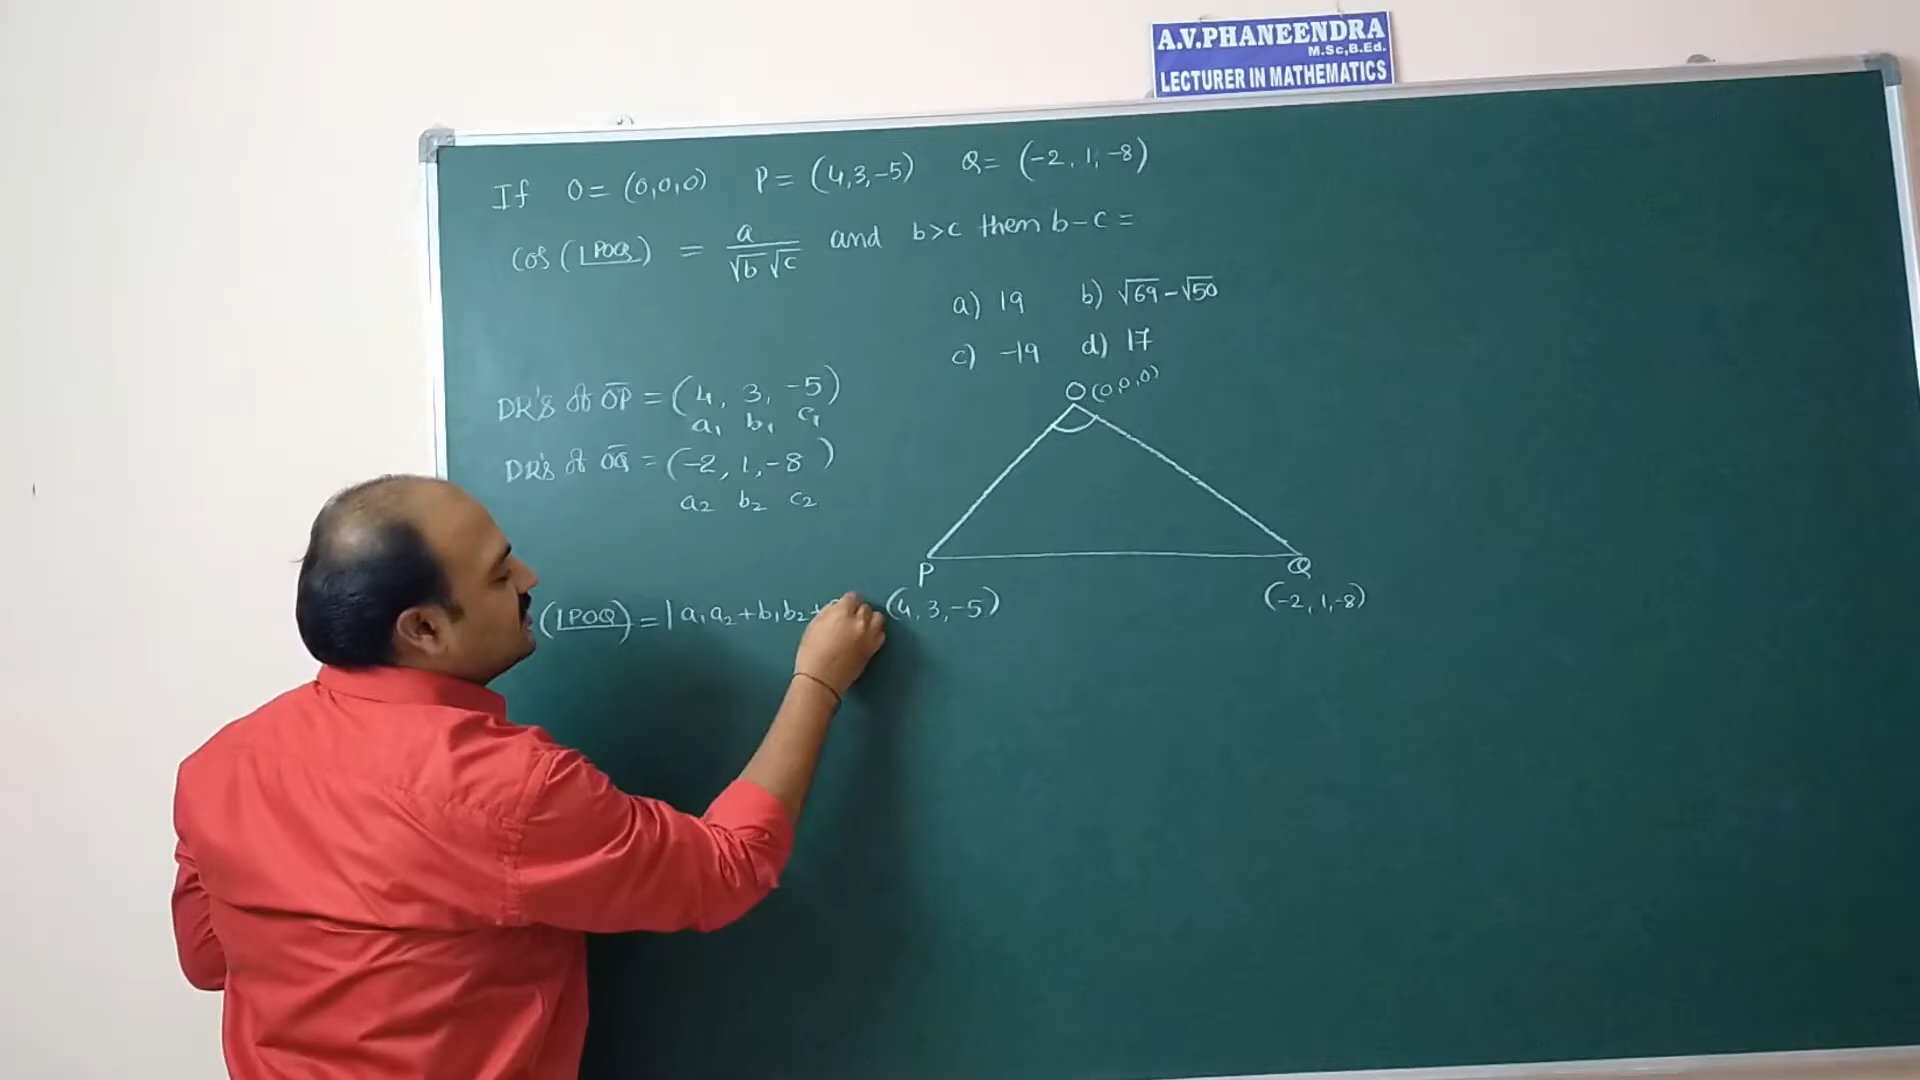 A.V.PHANEENDRA
M.Sc,B.Ed.
LECTURER IN MATHEMATICS
If O = (0,0,0) P = (4,3,-5) Q = (-2, 1, -8)
Cos (∠POQ) = a / √b √c and b>c then b-c =
a) 19 b) √69-√50
c) -19 d) 17
DR's of OP = (4, 3, -5)
a₁ b₁ c₁
DR's of OQ = (-2, 1, -8)
a₂ b₂ c₂
O (0,0,0)
P
Q
(4, 3, -5)
(-2, 1, -8)
(∠POQ) = | a₁a₂ + b₁b₂ +